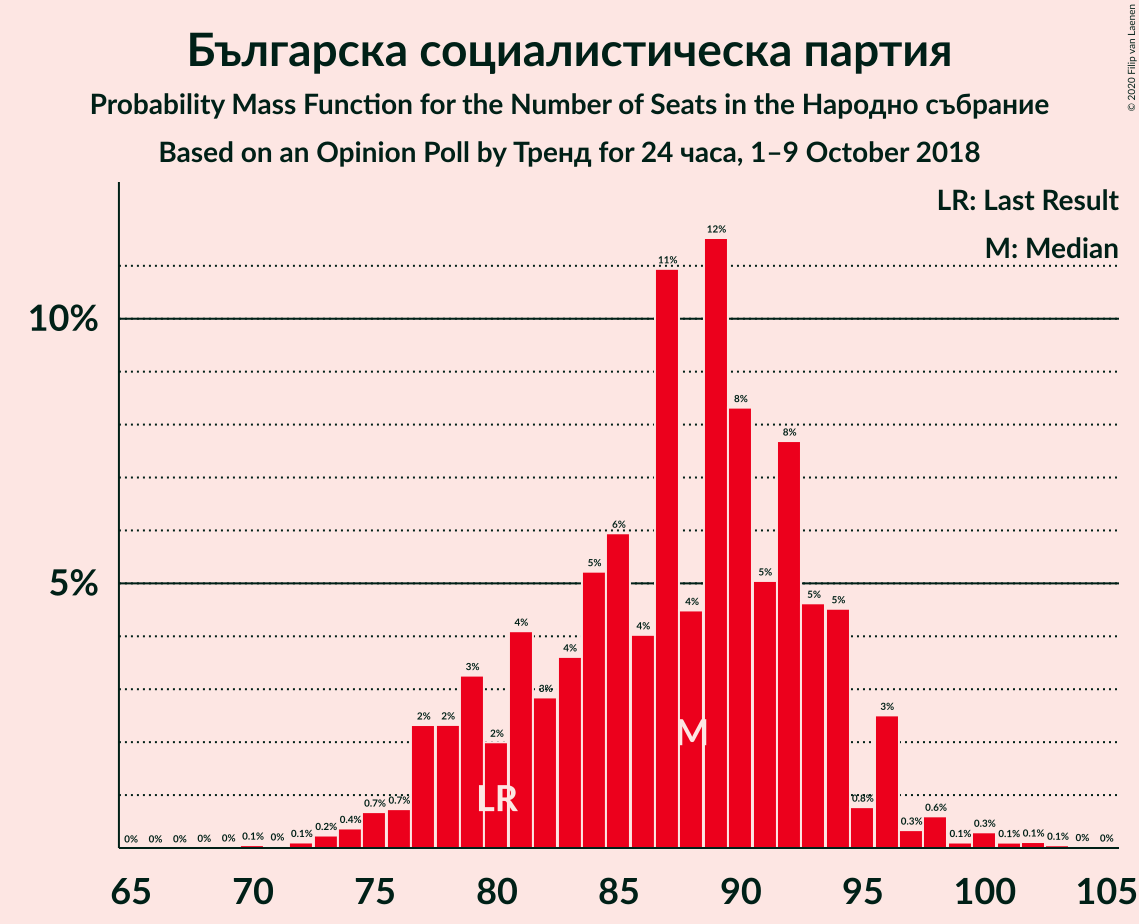 Българска социалистическа партия
Probability Mass Function for the Number of Seats in the Народно събрание
Based on an Opinion Poll by Тренд for 24 часа, 1–9 October 2018
© 2020 Filip van Laenen
LR: Last Result
M: Median
10%
5%
0% 0% 0% 0% 0% 0.1% 0% 0.1% 0.2% 0.4% 0.7% 0.7% 2% 2% 3% 2% 4% 3% 4% 5% 6% 4% 11% 4% 12% 8% 5% 8% 5% 5% 0.8% 3% 0.3% 0.6% 0.1% 0.3% 0.1% 0.1% 0.1% 0% 0%
M
LR
65 70 75 80 85 90 95 100 105